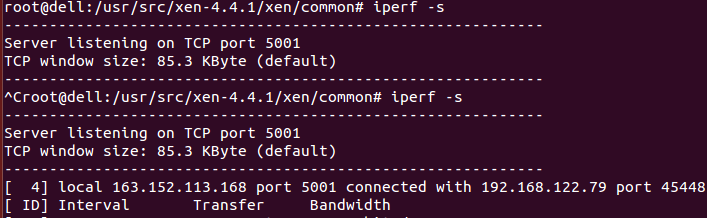 root@dell:/usr/src/xen-4.4.1/xen/common# iperf -s
------------------------------------------------------------
Server listening on TCP port 5001
TCP window size: 85.3 KByte (default)
------------------------------------------------------------
^Croot@dell:/usr/src/xen-4.4.1/xen/common# iperf -s
------------------------------------------------------------
Server listening on TCP port 5001
TCP window size: 85.3 KByte (default)
------------------------------------------------------------
[  4] local 163.152.113.168 port 5001 connected with 192.168.122.79 port 45448
[ ID] Interval       Transfer     Bandwidth